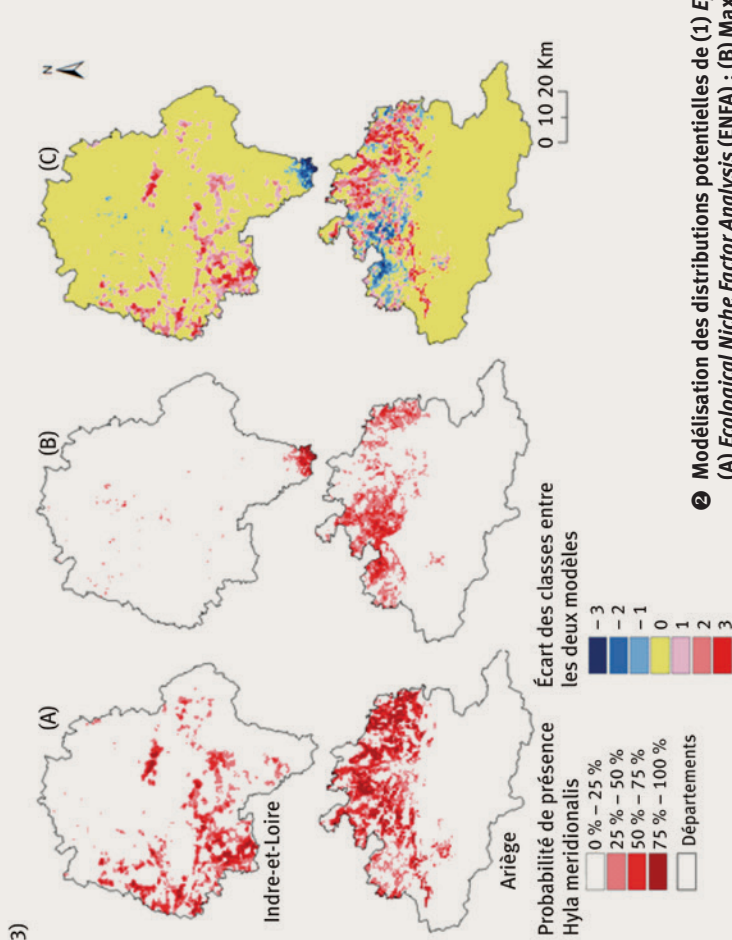 3)
(A)
(B)
(C)
N
Indre-et-Loire
Ariège
0 10 20 Km
Probabilité de présence
Hyla meridionalis
0 % – 25 %
25 % – 50 %
50 % – 75 %
75 % – 100 %
Départements
Écart des classes entre
les deux modèles
– 3
– 2
– 1
0
1
2
3
❷ Modélisation des distributions potentielles de (1)
(A) Ecological Niche Factor Analysis (ENFA) ; (B)